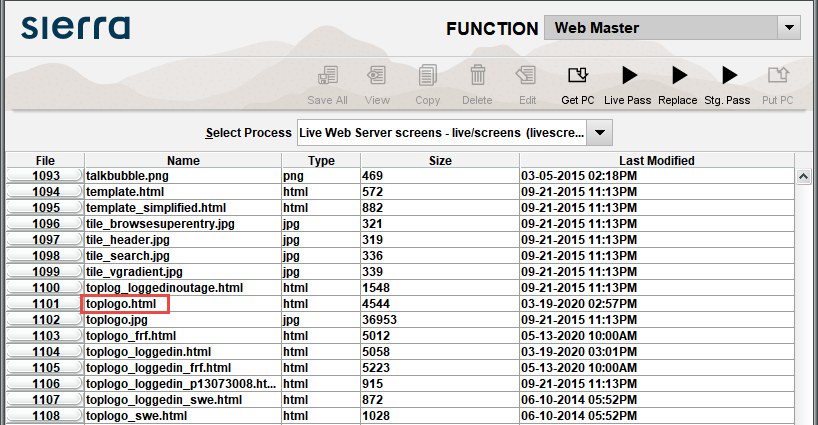 sierra
FUNCTION Web Master
Save All View Copy Delete Edit Get PC Live Pass Replace Stg. Pass Put PC
Select Process Live Web Server screens - live/screens (livescre...
File Name Type Size Last Modified
1093 talkbubble.png png 469 03-05-2015 02:18PM
1094 template.html html 572 09-21-2015 11:13PM
1095 template_simplified.html html 882 09-21-2015 11:13PM
1096 tile_browsesuperentry.jpg jpg 321 09-21-2015 11:13PM
1097 tile_header.jpg jpg 319 09-21-2015 11:13PM
1098 tile_search.jpg jpg 336 09-21-2015 11:13PM
1099 tile_vgradient.jpg jpg 339 09-21-2015 11:13PM
1100 toplog_loggedinoutage.html html 1548 09-21-2015 11:13PM
1101 toplogo.html html 4544 03-19-2020 02:57PM
1102 toplogo.jpg jpg 36953 09-21-2015 11:13PM
1103 toplogo_frf.html html 5012 05-13-2020 10:00AM
1104 toplogo_loggedin.html html 5058 03-19-2020 03:01PM
1105 toplogo_loggedin_frf.html html 5223 05-13-2020 10:00AM
1106 toplogo_loggedin_p13073008.ht... html 915 09-21-2015 11:13PM
1107 toplogo_loggedin_swe.html html 872 06-10-2014 05:52PM
1108 toplogo_swe.html html 1028 06-10-2014 05:52PM